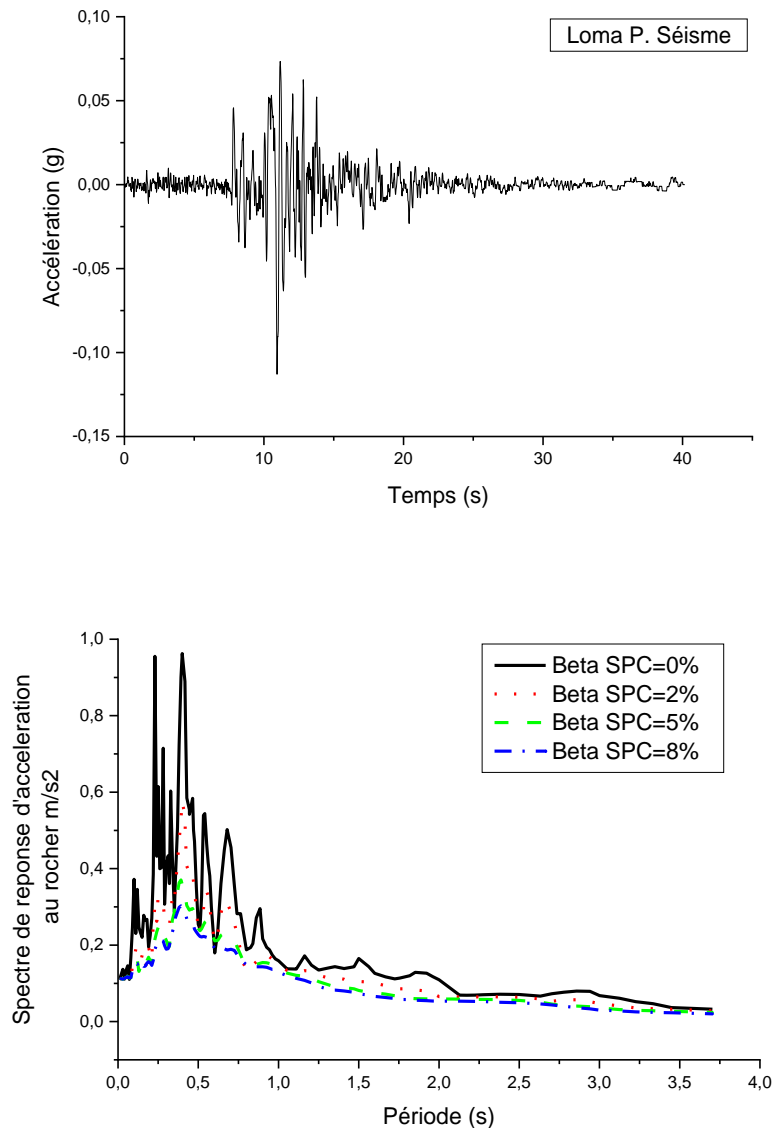 Loma P. Séisme
0,10
0,05
0,00
-0,05
-0,10
-0,15
Accélération (g)
0
10
20
30
40
Temps (s)
1,0
0,8
0,6
0,4
0,2
0,0
Spectre de reponse d'acceleration
au rocher m/s2
Beta SPC=0%
Beta SPC=2%
Beta SPC=5%
Beta SPC=8%
0,0
0,5
1,0
1,5
2,0
2,5
3,0
3,5
4,0
Période (s)